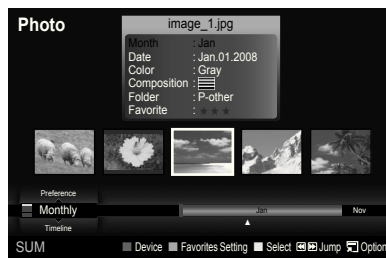 Photo
image_1.jpg
Month : Jan
Date : Jan.01.2008
Color : Gray
Composition :
Folder : P-other
Favorite : ★★★
Preference
Monthly
Timeline
Jan
Nov
SUM
Device
Favorites Setting
Select
Jump
Option